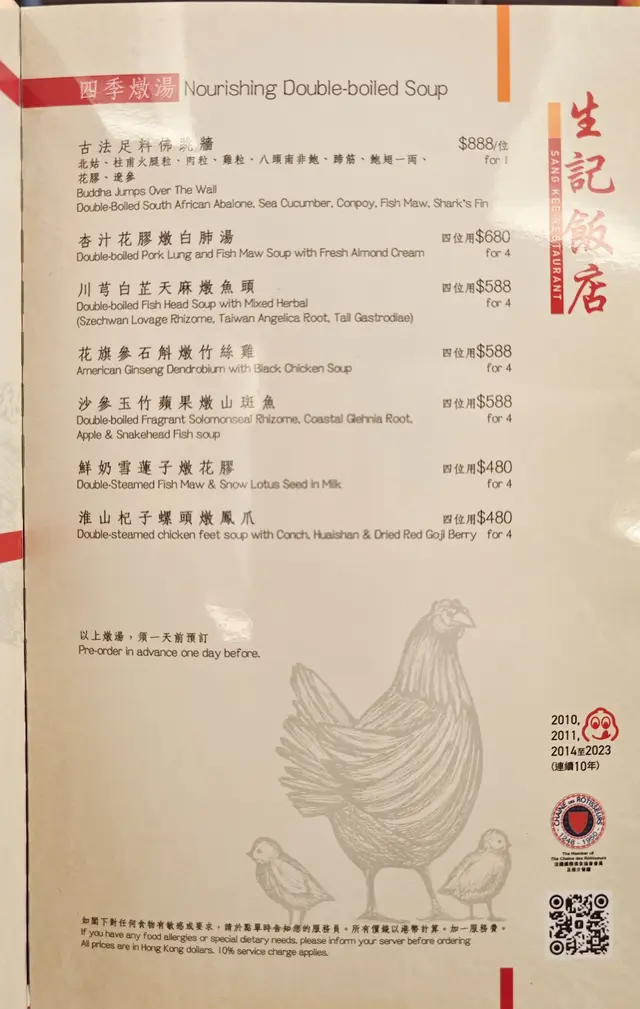 四季燉湯 Nourishing Double-boiled Soup
古法足料佛跳牆 $888/位
北姑、柱甫火腿粒、肉粒、雞粒、八頭南非鮑、蹄筋、鮑翅一両、 for 1
花膠、遼參
Buddha Jumps Over The Wall
Double-Boiled South African Abalone, Sea Cucumber, Conpoy, Fish Maw, Shark's Fin
杏汁花膠燉白肺湯 四位用$680
Double-boiled Pork Lung and Fish Maw Soup with Fresh Almond Cream for 4
川芎白芷天麻燉魚頭 四位用$588
Double-boiled Fish Head Soup with Mixed Herbal for 4
(Szechwan Lovage Rhizome, Taiwan Angelica Root, Tall Gastrodiae)
花旗參石斛燉竹絲雞 四位用$588
American Ginseng Dendrobium with Black Chicken Soup for 4
沙參玉竹蘋果燉山斑魚 四位用$588
Double-boiled Fragrant Solomonseal Rhizome, Coastal Glehnia Root, for 4
Apple & Snakehead Fish soup
鮮奶雪蓮子燉花膠 四位用$480
Double-Steamed Fish Maw & Snow Lotus Seed in Milk for 4
淮山杞子螺頭燉鳳爪 四位用$480
Double-steamed chicken feet soup with Conch, Huaishan & Dried Red Goji Berry for 4
以上燉湯，須一天前預訂
Pre-order in advance one day before.
生記飯店
SANG KEE RESTAURANT
2010,
2011,
2014至2023
(連續10年)
CHAINE DES ROTISSEURS
1248 - 1950
The Member of
The Chaine des Rôtisseurs
如閣下對任何食物有敏感或要求，請於點單時告知您的服務員。所有價錢以港幣計算。加一服務費。
If you have any food allergies or special dietary needs, please inform your server before ordering
All prices are in Hong Kong dollars. 10% service charge applies.